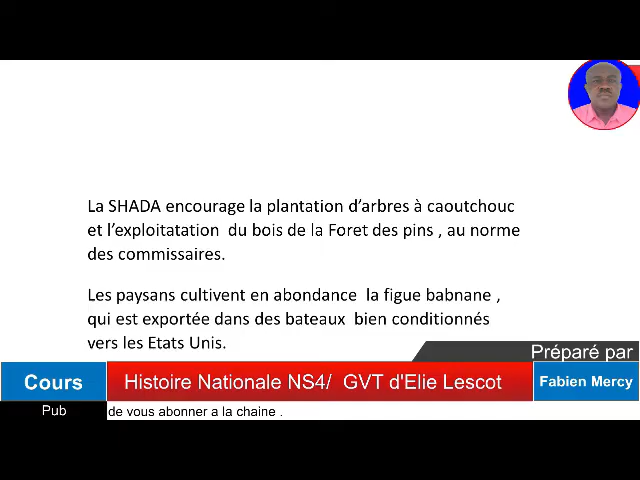 La SHADA encourage la plantation d’arbres à caoutchouc
et l’exploitatation du bois de la Foret des pins , au norme
des commissaires.
Les paysans cultivent en abondance la figue babnane ,
qui est exportée dans des bateaux bien conditionnés
vers les Etats Unis.
Préparé par
Cours
Histoire Nationale NS4/ GVT d'Elie Lescot
Fabien Mercy
Pub
de vous abonner a la chaine .